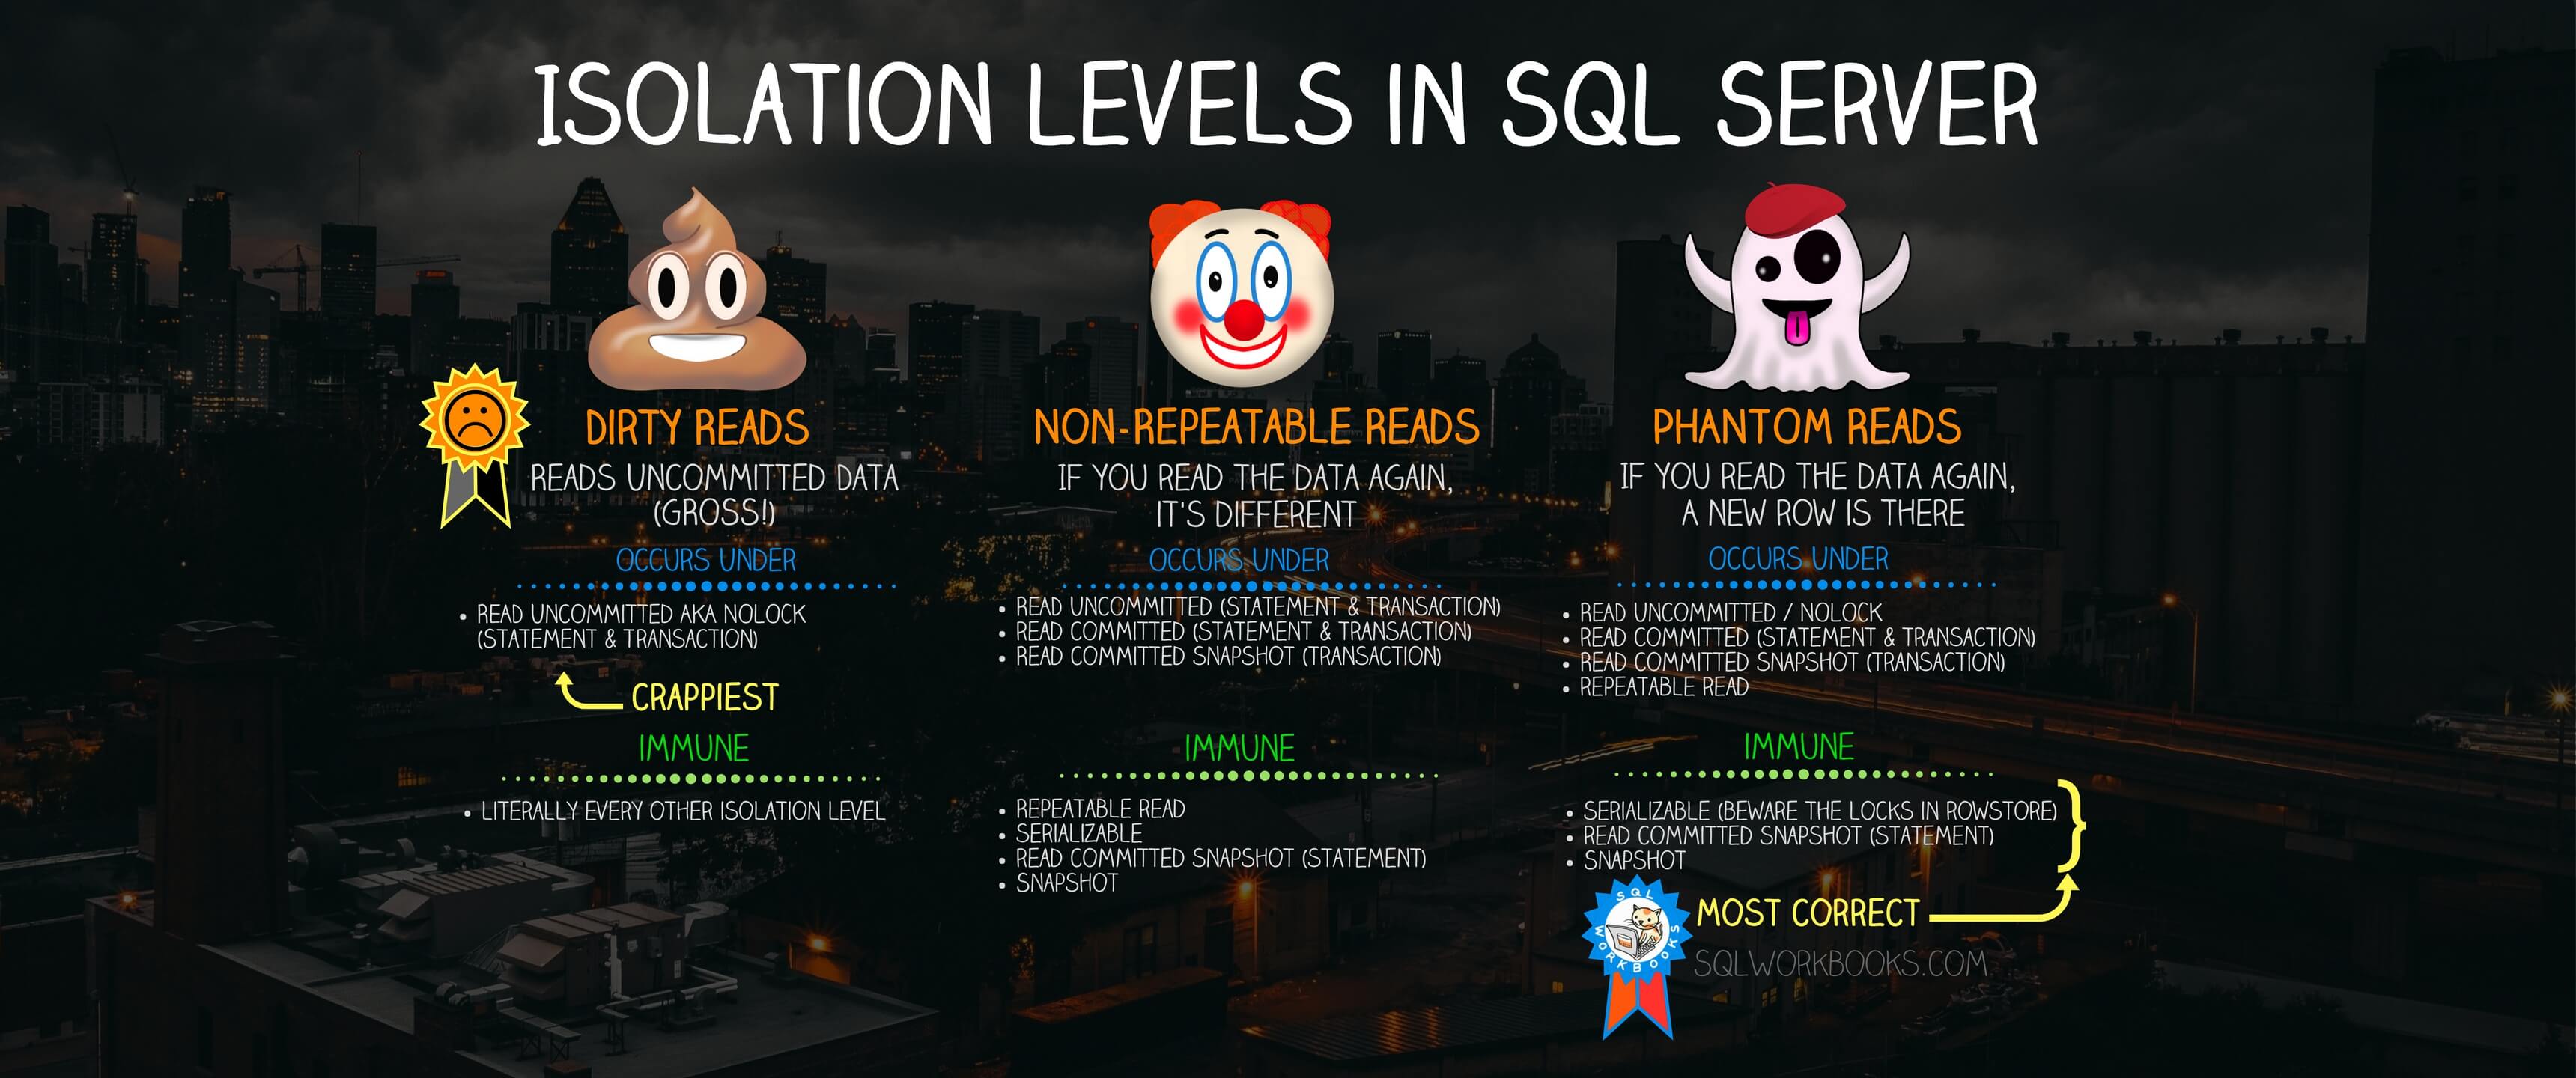 ISOLATION LEVELS IN SQL SERVER
DIRTY READS
READS UNCOMMITTED DATA
(GROSS!)
OCCURS UNDER
• READ UNCOMMITTED AKA NOLOCK
(STATEMENT & TRANSACTION)
CRAPPIEST
IMMUNE
• LITERALLY EVERY OTHER ISOLATION LEVEL
NON-REPEATABLE READS
IF YOU READ THE DATA AGAIN,
IT'S DIFFERENT
OCCURS UNDER
• READ UNCOMMITTED (STATEMENT & TRANSACTION)
• READ COMMITTED (STATEMENT & TRANSACTION)
• READ COMMITTED SNAPSHOT (TRANSACTION)
IMMUNE
• REPEATABLE READ
• SERIALIZABLE
• READ COMMITTED SNAPSHOT (STATEMENT)
• SNAPSHOT
PHANTOM READS
IF YOU READ THE DATA AGAIN,
A NEW ROW IS THERE
OCCURS UNDER
• READ UNCOMMITTED / NOLOCK
• READ COMMITTED (STATEMENT & TRANSACTION)
• READ COMMITTED SNAPSHOT (TRANSACTION)
• REPEATABLE READ
IMMUNE
• SERIALIZABLE (BEWARE THE LOCKS IN ROWSTORE)
• READ COMMITTED SNAPSHOT (STATEMENT)
• SNAPSHOT
SQL WORKBOOKS
MOST CORRECT
SQLWORKBOOKS.COM